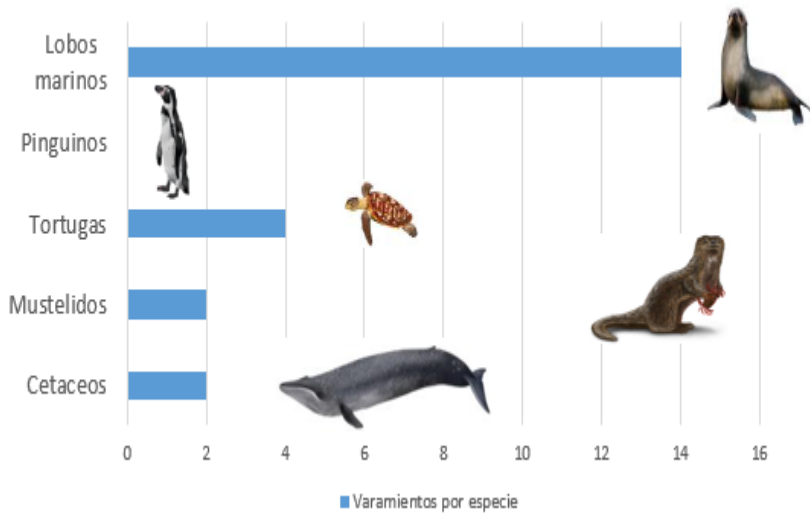 Lobos
marinos
Pinguinos
Tortugas
Mustelidos
Cetaceos
0 2 4 6 8 10 12 14 16
Varamientos por especie